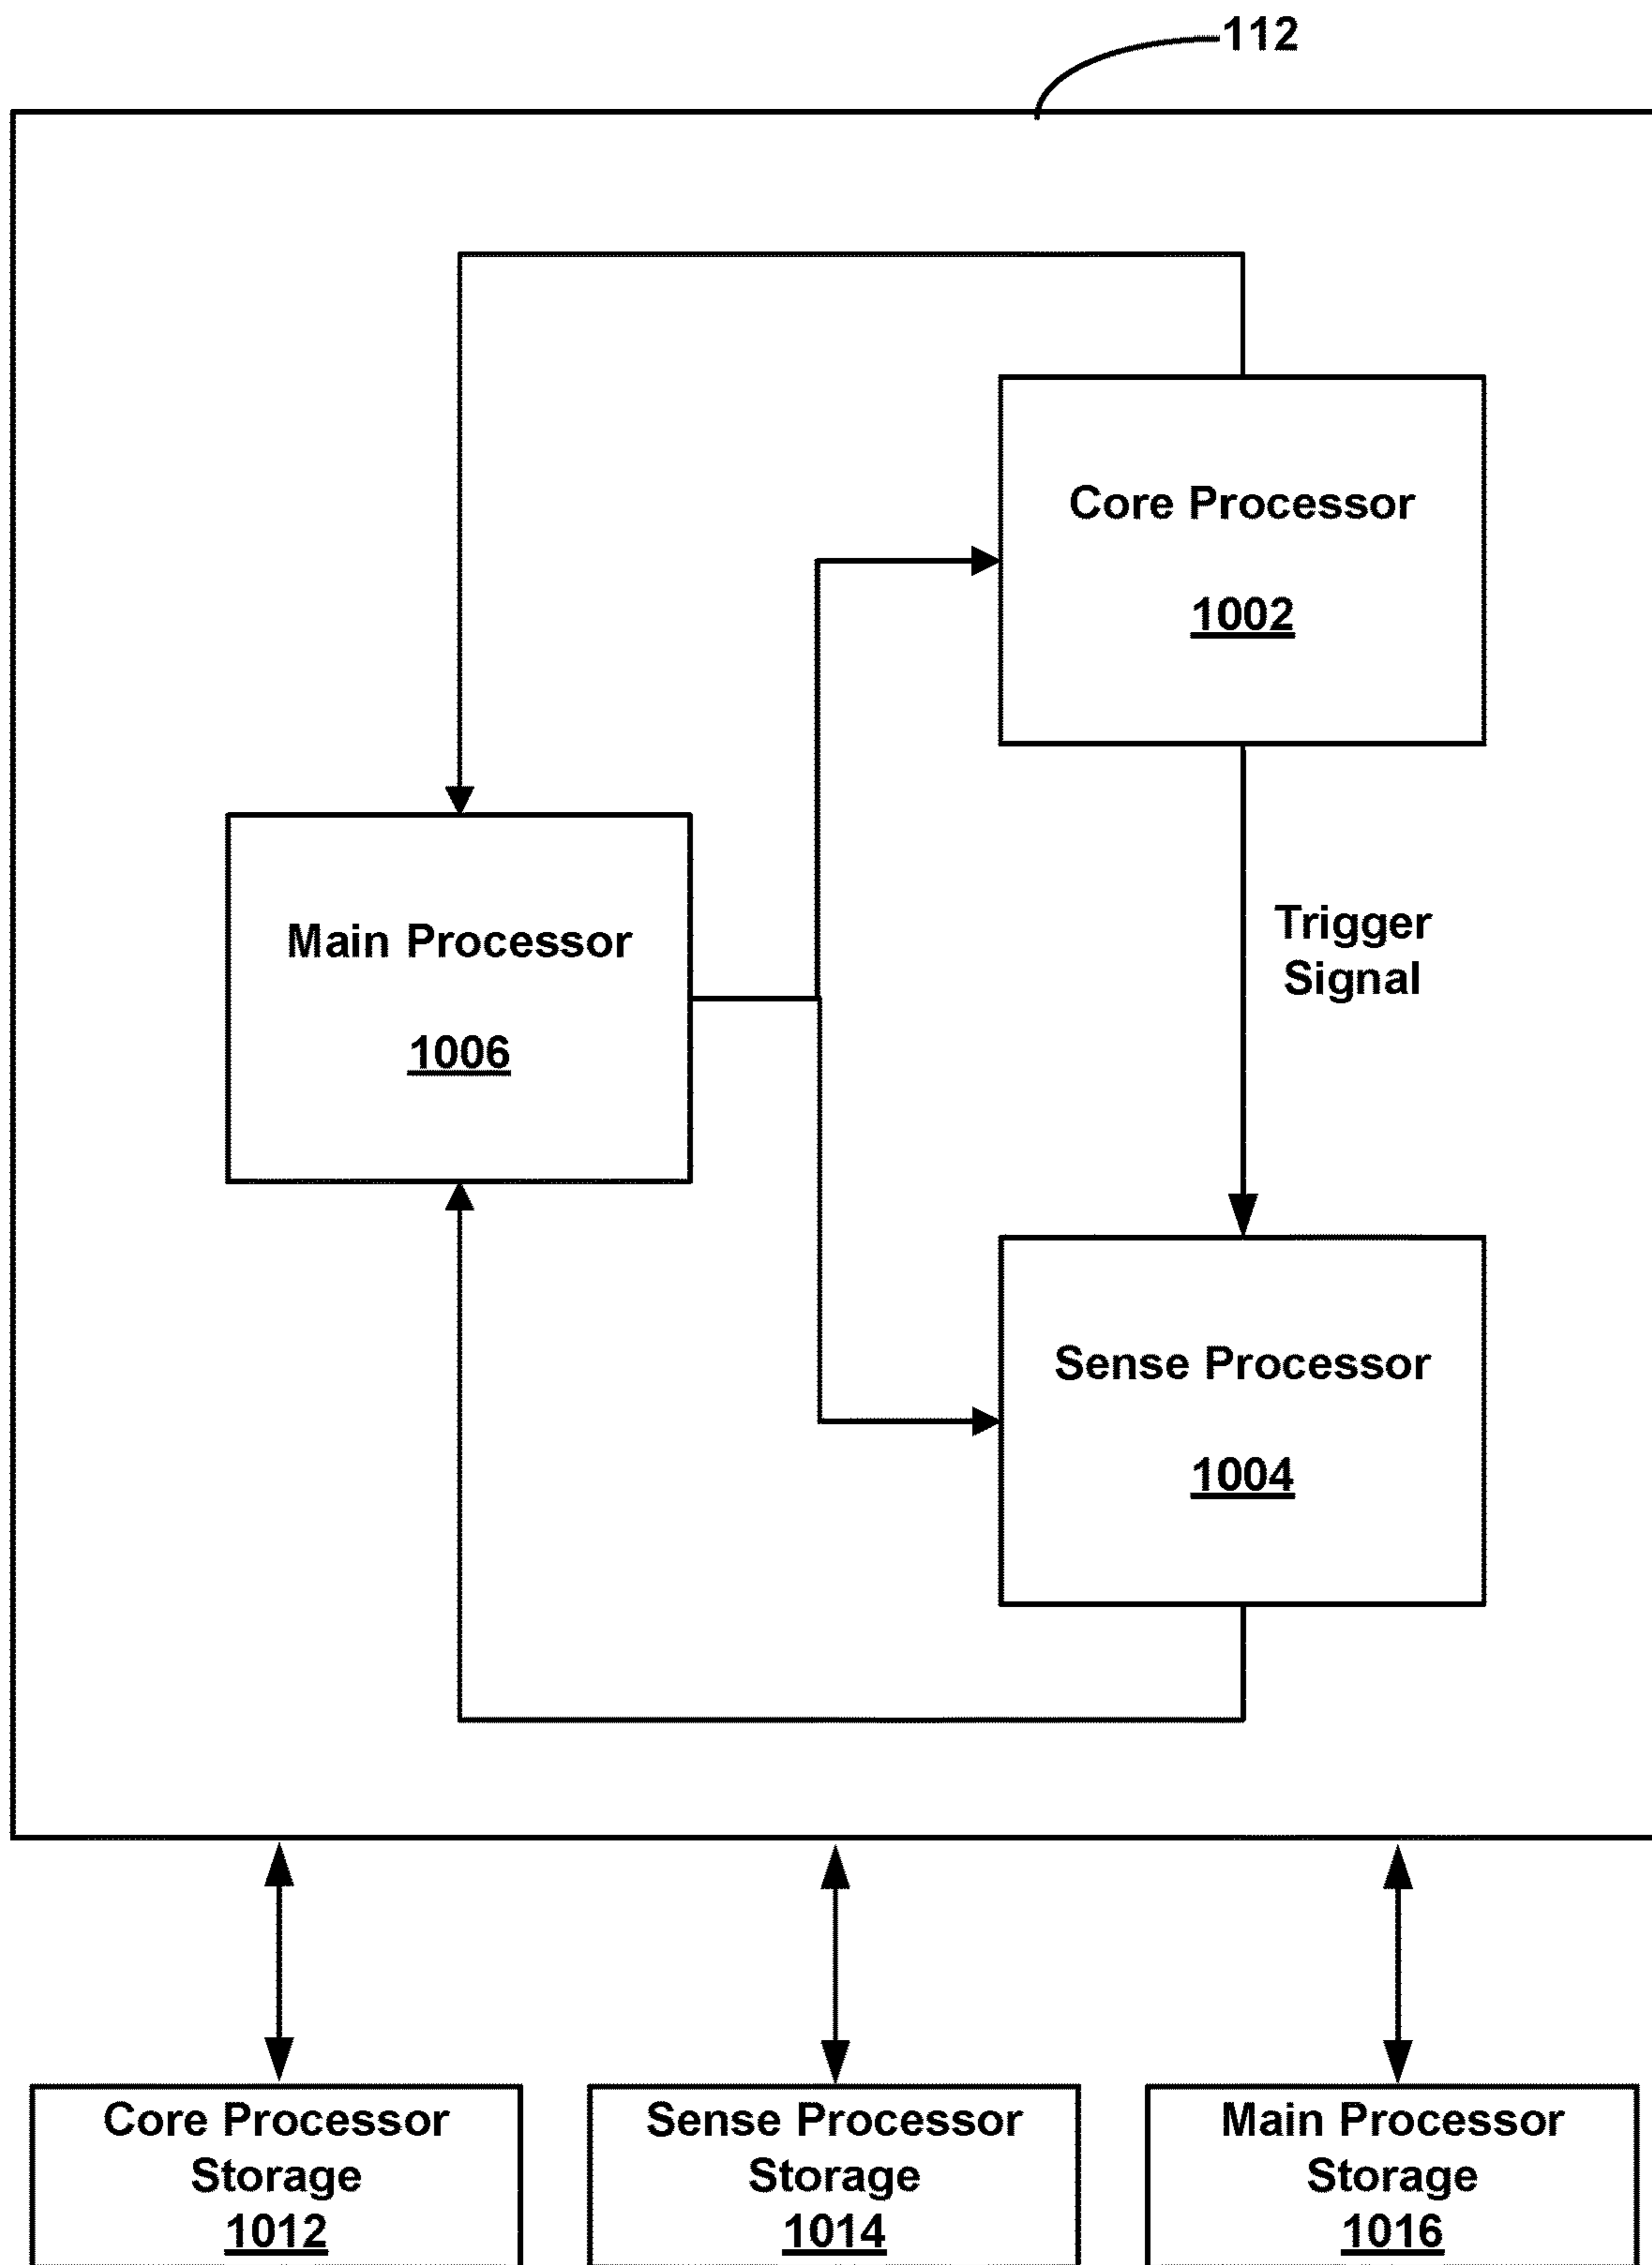 112
Core Processor
1002
Main Processor
1006
Trigger
Signal
Sense Processor
1004
Core Processor
Storage
1012
Sense Processor
Storage
1014
Main Processor
Storage
1016